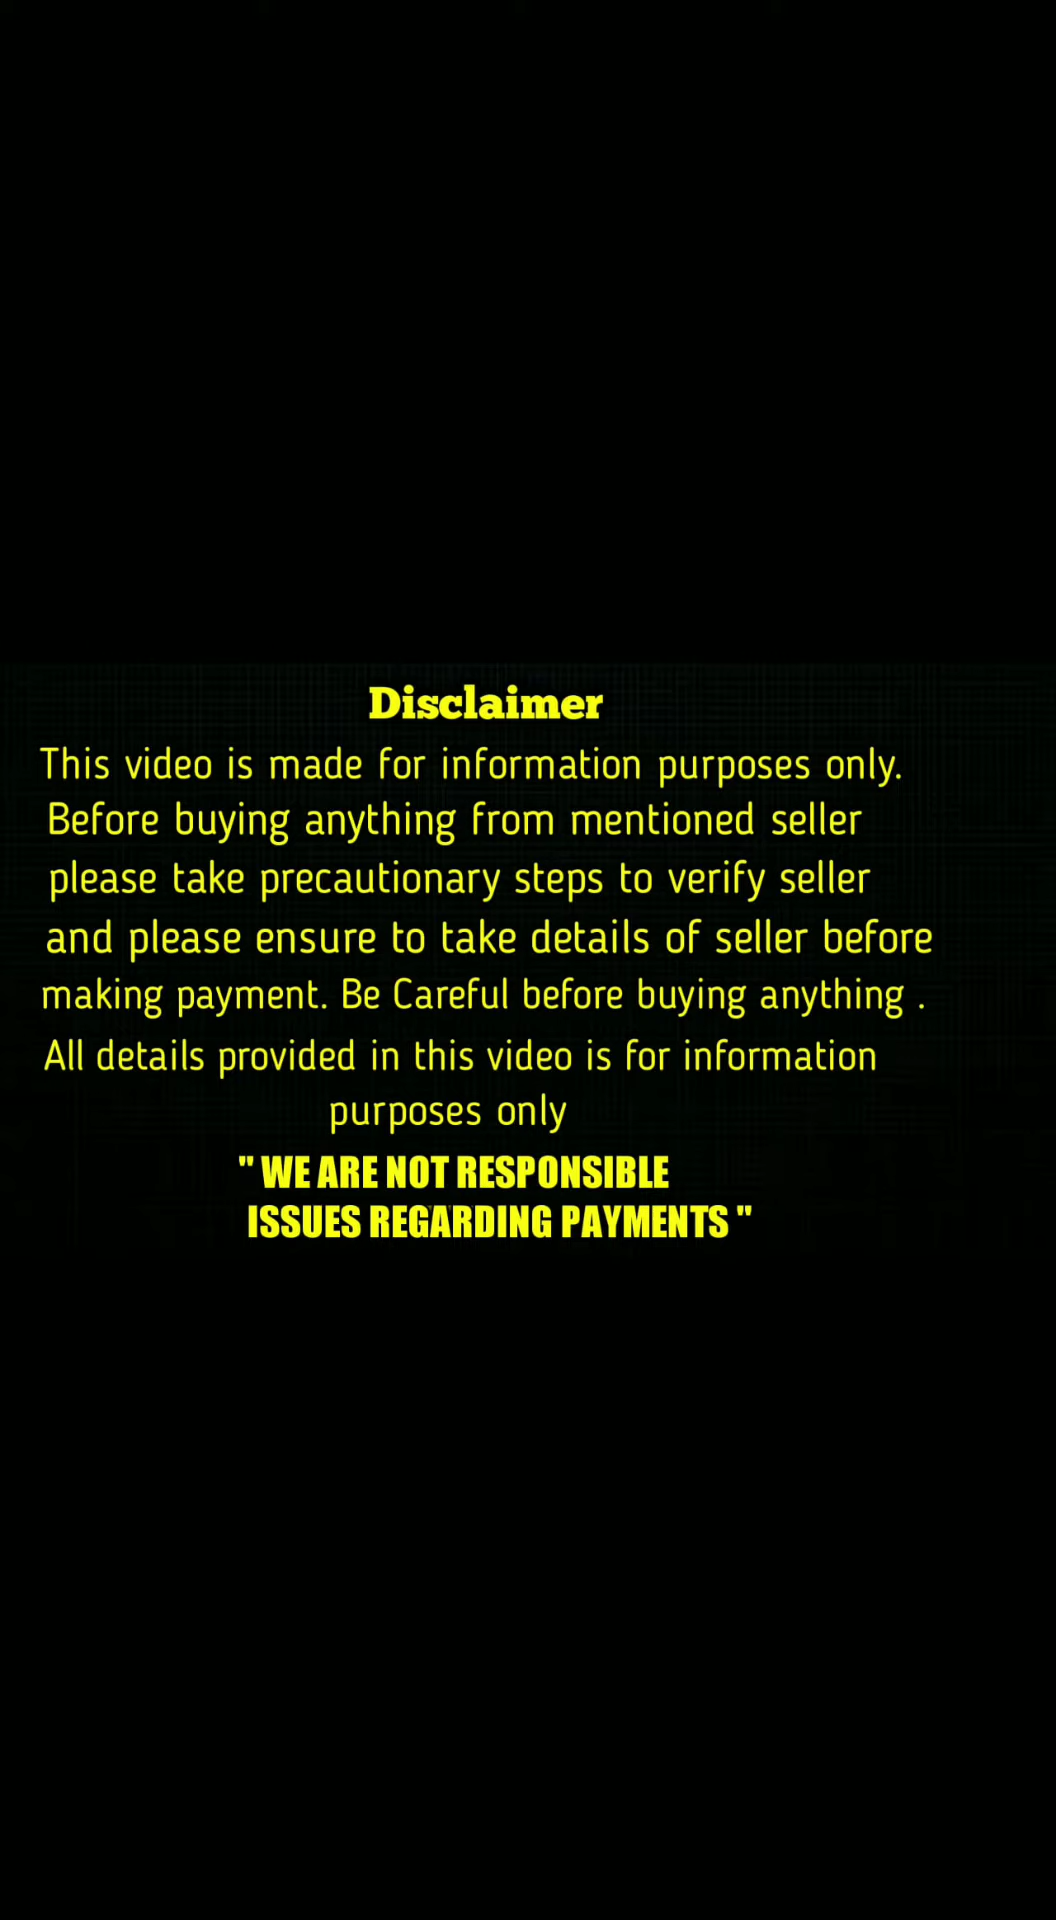 Disclaimer
This video is made for information purposes only.
Before buying anything from mentioned seller
please take precautionary steps to verify seller
and please ensure to take details of seller before
making payment. Be Careful before buying anything .
All details provided in this video is for information
purposes only
" WE ARE NOT RESPONSIBLE
ISSUES REGARDING PAYMENTS "